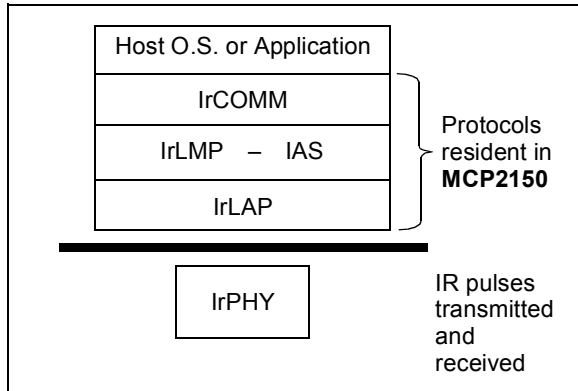 Host O.S. or Application
IrCOMM
IrLMP – IAS
IrLAP
Protocols
resident in
MCP2150
IrPHY
IR pulses
transmitted
and
received